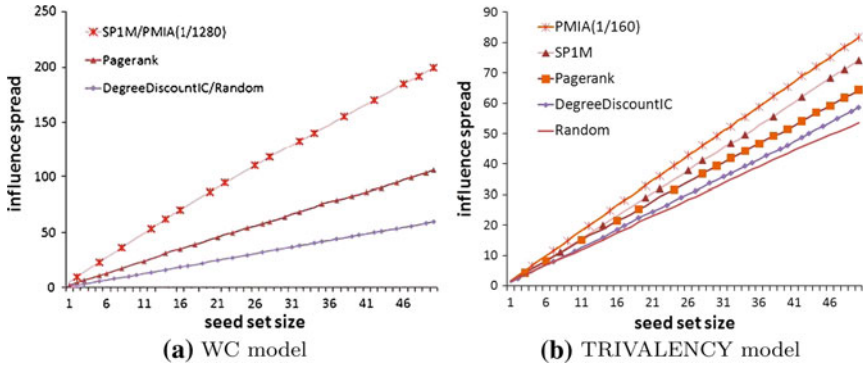 influence spread
250
200
150
100
50
0
SP1M/PMIA(1/1280)
Pagerank
DegreeDiscountIC/Random
1 6 11 16 21 26 31 36 41 46
seed set size
(a) WC model
influence spread
90
80
70
60
50
40
30
20
10
0
PMIA(1/160)
SP1M
Pagerank
DegreeDiscountIC
Random
1 6 11 16 21 26 31 36 41 46
seed set size
(b) TRIVALENCY model